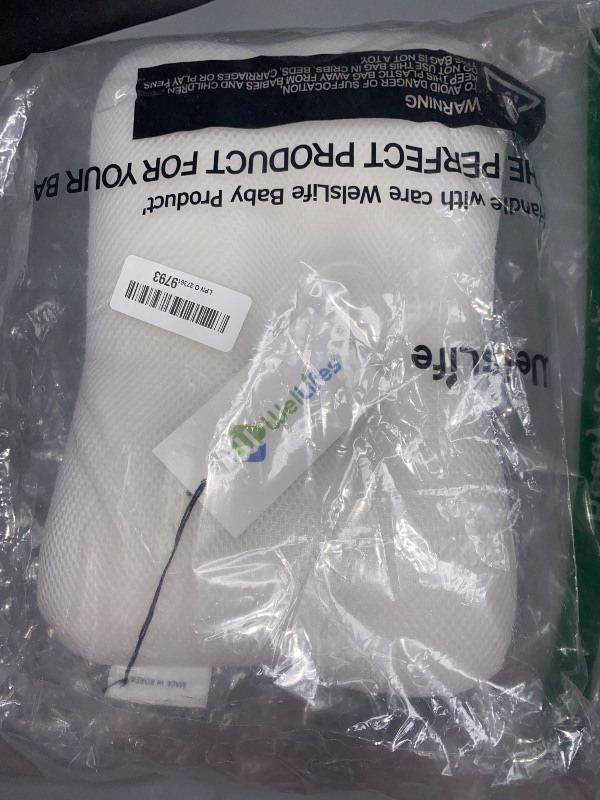 MADE IN KOREA
WelLifes
WelsLife
9793
Handle with care WelsLife Baby Product'
HE PERFECT PRODUCT FOR YOUR BA
WARNING
TO AVOID DANGER OF SUFFOCATION
KEEP THIS PLASTIC BAG AWAY FROM BABIES AND CHILDREN
DO NOT USE THIS BAG IN CRIBS, BEDS, CARRIAGES OR PLAY PENS
BAG IS NOT A TOY.